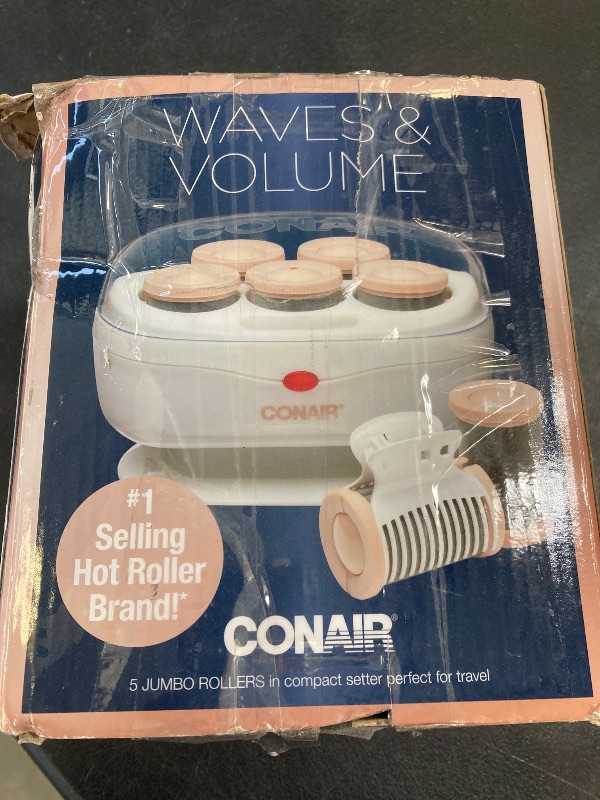 WAVES &
VOLUME
CONAIR
CONAIR®
#1
Selling
Hot Roller
Brand!*
CONAIR®
5 JUMBO ROLLERS in compact setter perfect for travel